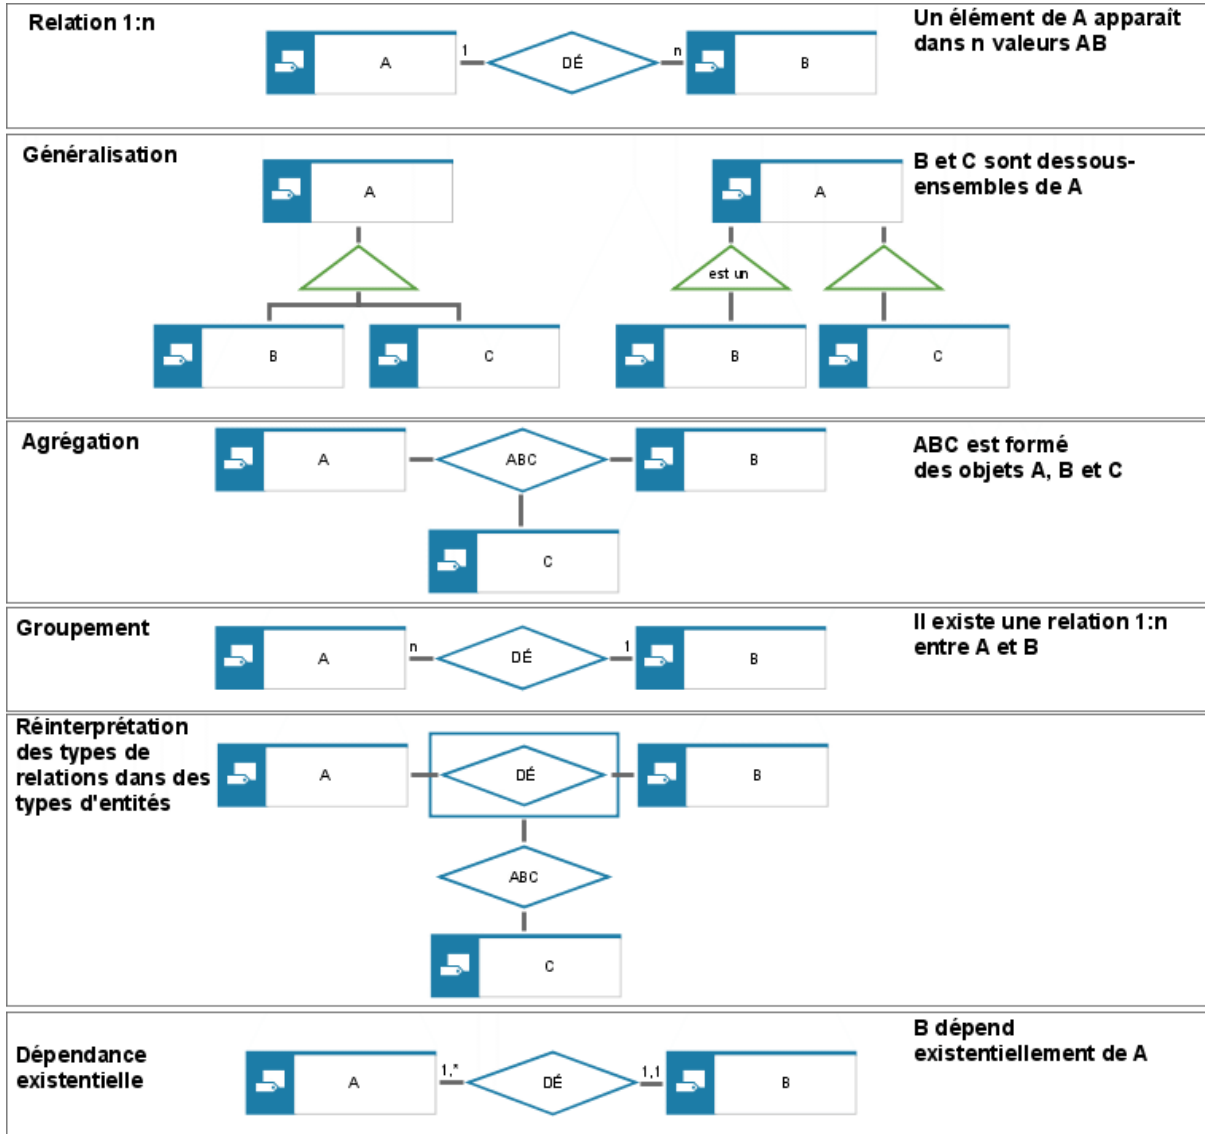 Relation 1:n
Un élément de A apparaît
dans n valeurs AB
A
1
DÉ
n
B
Généralisation
B et C sont dessous-
ensembles de A
A
A
est un
B
C
B
C
Agrégation
ABC est formé
des objets A, B et C
A
ABC
B
C
Groupement
Il existe une relation 1:n
entre A et B
A
n
DÉ
1
B
Réinterprétation
des types de
relations dans des
types d'entités
A
DÉ
B
ABC
C
Dépendance
existentielle
B dépend
existentiellement de A
A
1,*
DÉ
1,1
B